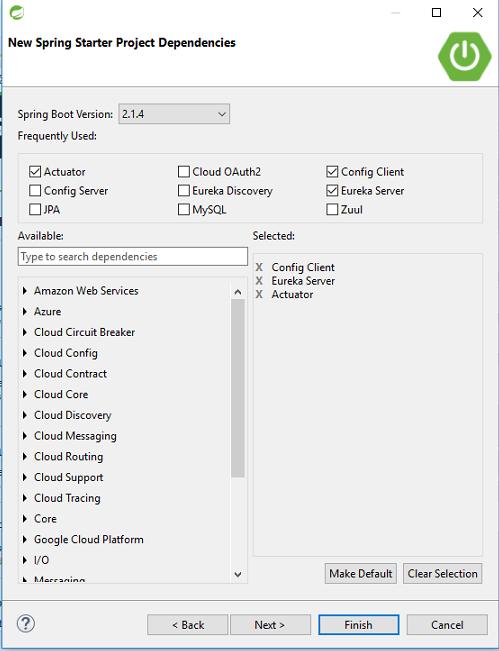 New Spring Starter Project Dependencies
Spring Boot Version: 2.1.4
Frequently Used:
Actuator Cloud OAuth2 Config Client
Config Server Eureka Discovery Eureka Server
JPA MySQL Zuul
Available: Selected:
Type to search dependencies
X Config Client
X Eureka Server
X Actuator
Amazon Web Services
Azure
Cloud Circuit Breaker
Cloud Config
Cloud Contract
Cloud Core
Cloud Discovery
Cloud Messaging
Cloud Routing
Cloud Support
Cloud Tracing
Core
Google Cloud Platform
I/O
Messaging
Make Default Clear Selection
? < Back Next > Finish Cancel